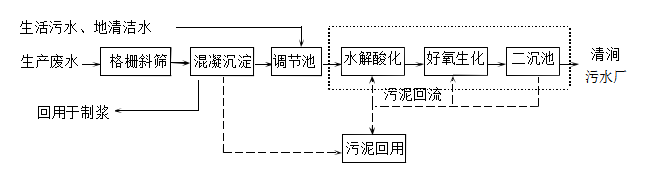 生活污水、地清洁水
生产废水
格栅斜筛
混凝沉淀
调节池
水解酸化
好氧生化
二沉池
清涧
污水厂
污泥回流
回用于制浆
污泥回用